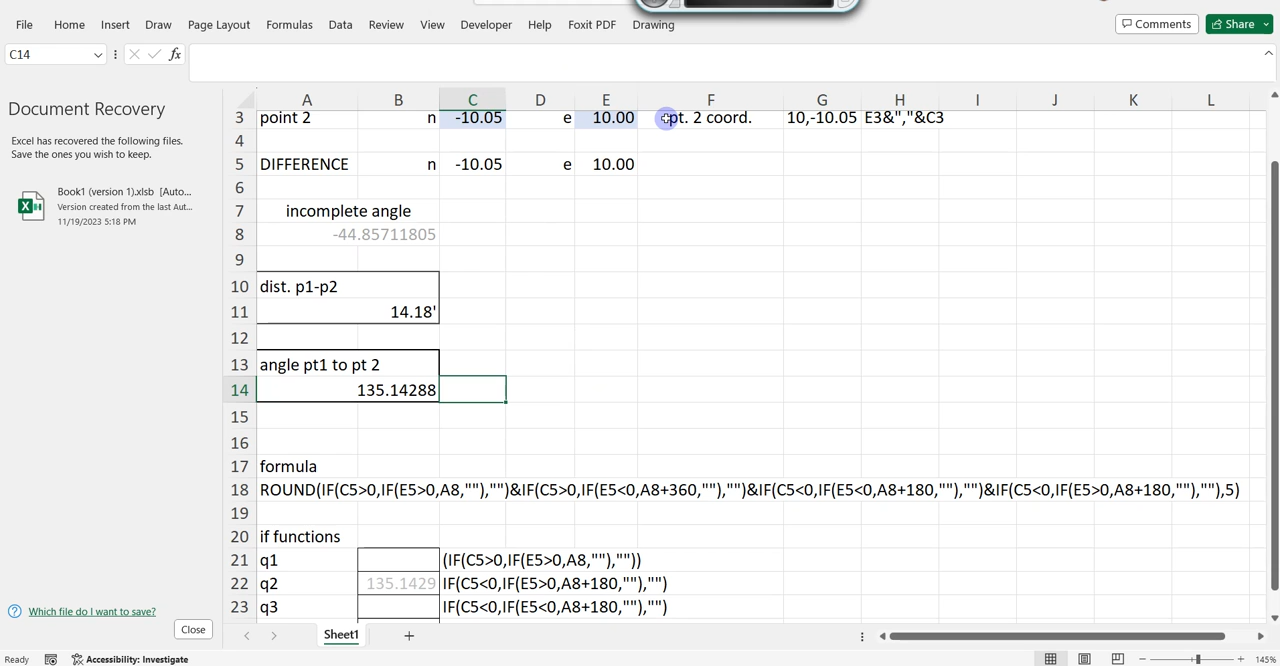 File Home Insert Draw Page Layout Formulas Data Review View Developer Help Foxit PDF Drawing Comments Share
C14 fx
Document Recovery
Excel has recovered the following files.
Save the ones you wish to keep.
Book1 (version 1).xlsb [Auto...
Version created from the last Aut...
11/19/2023 5:18 PM
Which file do I want to save?
Close
A B C D E F G H I J K L
3 point 2 n -10.05 e 10.00 pt. 2 coord. 10,-10.05 E3&","&C3
4
5 DIFFERENCE n -10.05 e 10.00
6
7 incomplete angle
8 -44.85711805
9
10 dist. p1-p2
11 14.18'
12
13 angle pt1 to pt 2
14 135.14288
15
16
17 formula
18 ROUND(IF(C5>0,IF(E5>0,A8,""),"")&IF(C5>0,IF(E5<0,A8+360,""),"")&IF(C5<0,IF(E5<0,A8+180,""),"")&IF(C5<0,IF(E5>0,A8+180,""),""),5)
19
20 if functions
21 q1 (IF(C5>0,IF(E5>0,A8,""),""))
22 q2 135.1429 IF(C5<0,IF(E5>0,A8+180,""),"")
23 q3 IF(C5<0,IF(E5<0,A8+180,""),"")
Sheet1
Ready Accessibility: Investigate 145%